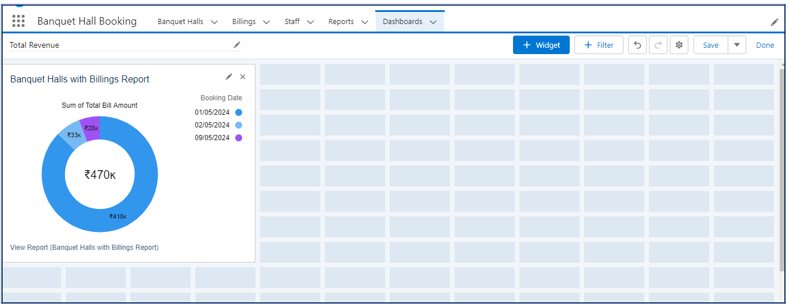 Banquet Hall Booking
Banquet Halls
Billings
Staff
Reports
Dashboards
Total Revenue
+ Widget
+ Filter
Save
Done
Banquet Halls with Billings Report
Sum of Total Bill Amount
Booking Date
01/05/2024
02/05/2024
09/05/2024
₹33K
₹28K
₹470K
₹410K
View Report (Banquet Halls with Billings Report)